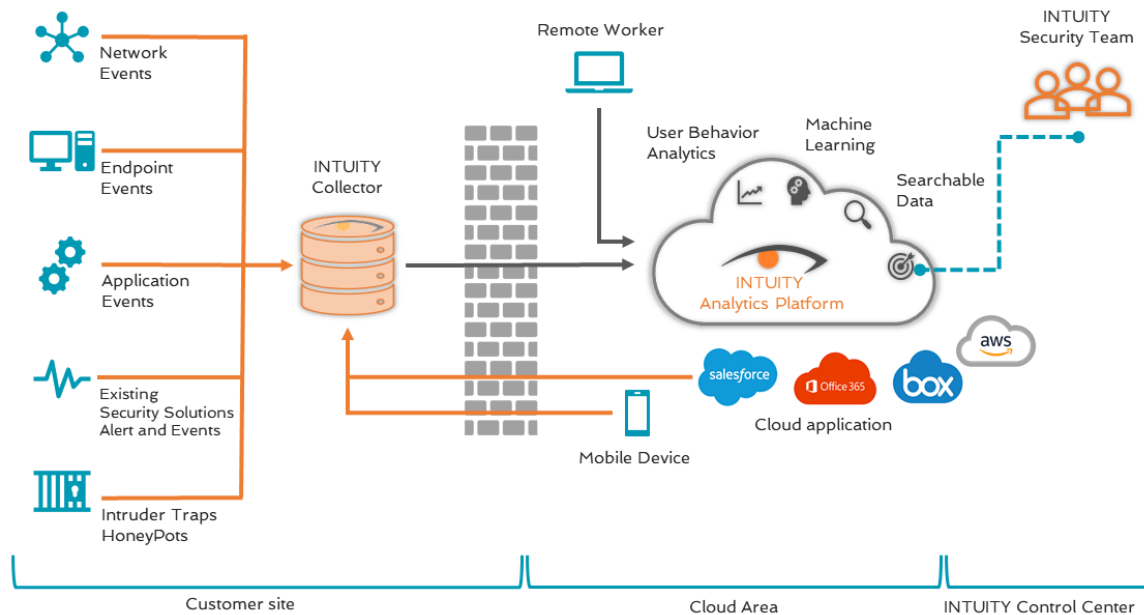 Network
Events
Endpoint
Events
Application
Events
Existing
Security Solutions
Alert and Events
Intruder Traps
HoneyPots
INTUITY
Collector
Remote Worker
User Behavior
Analytics
Machine
Learning
Searchable
Data
INTUITY
Analytics Platform
INTUITY
Security Team
salesforce
Office 365
box
aws
Cloud application
Mobile Device
Customer site
Cloud Area
INTUITY Control Center